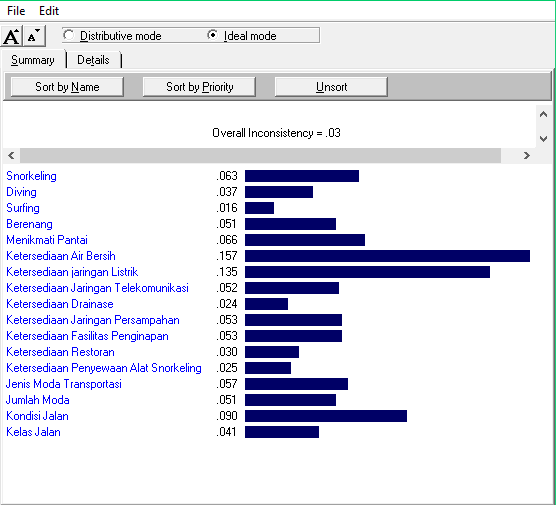 File Edit
A A Distributive mode Ideal mode
Summary Details
Sort by Name Sort by Priority Unsort
Overall Inconsistency = .03
Snorkeling .063
Diving .037
Surfing .016
Berenang .051
Menikmati Pantai .066
Ketersediaan Air Bersih .157
Ketersediaan jaringan Listrik .135
Ketersediaan Jaringan Telekomunikasi .052
Ketersediaan Drainase .024
Ketersediaan Jaringan Persampahan .053
Ketersediaan Fasilitas Penginapan .053
Ketersediaan Restoran .030
Ketersediaan Penyewaan Alat Snorkeling .025
Jenis Moda Transportasi .057
Jumlah Moda .051
Kondisi Jalan .090
Kelas Jalan .041